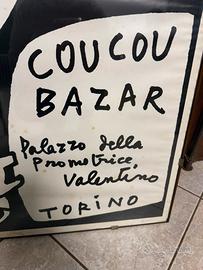 COUCOU
BAZAR
Palazzo della
Promotrice,
Valentino
TORINO